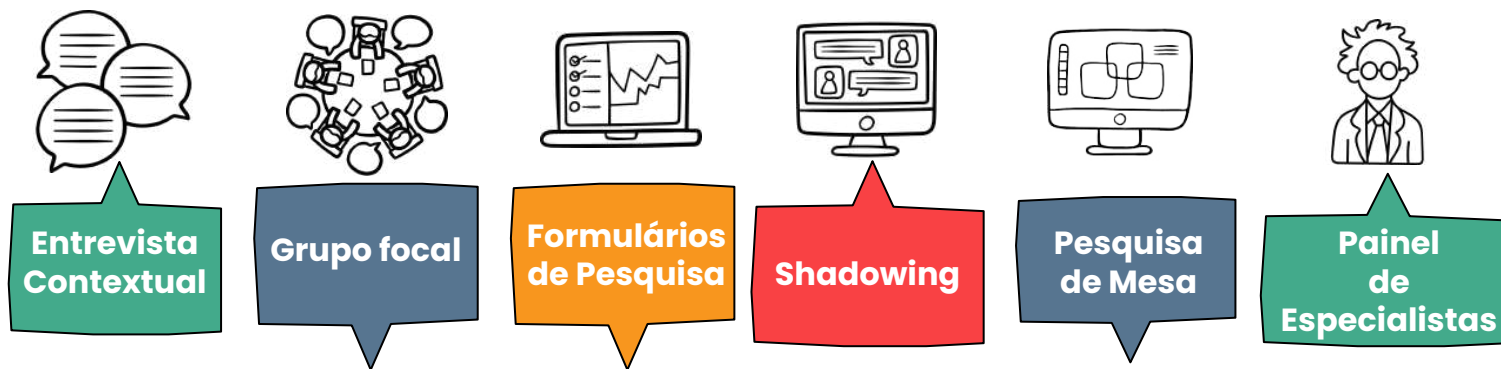 Entrevista
Contextual
Grupo focal
Formulários
de Pesquisa
Shadowing
Pesquisa
de Mesa
Painel
de
Especialistas